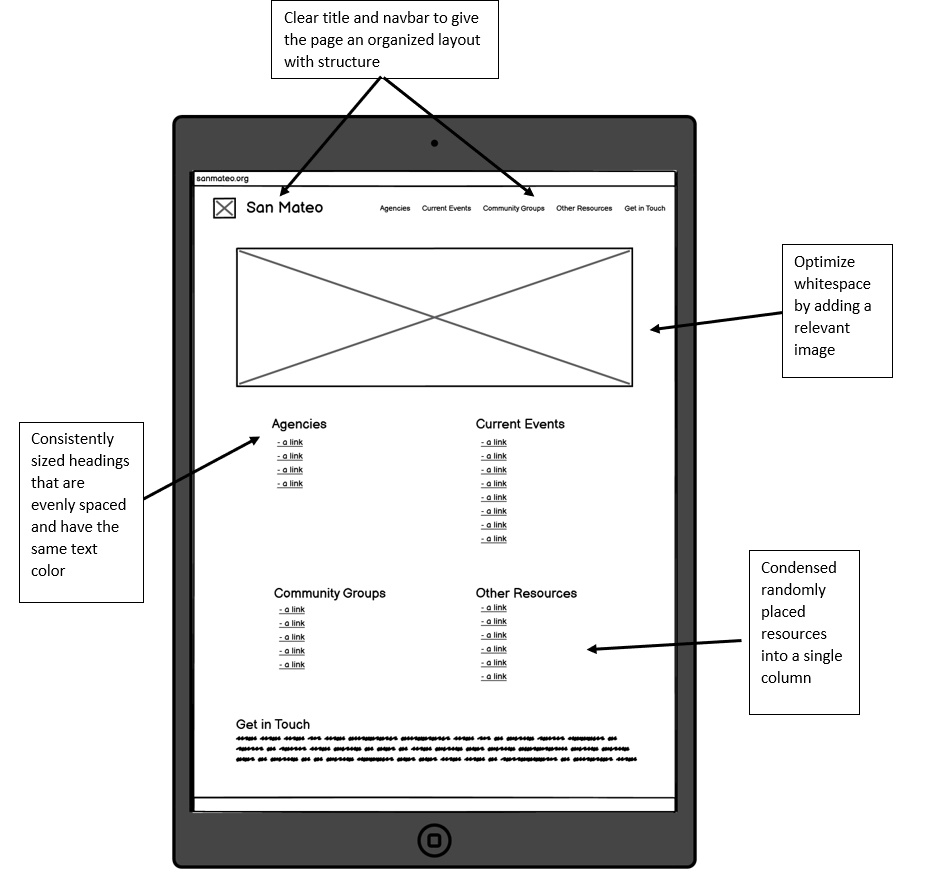 Clear title and navbar to give
the page an organized layout
with structure
sanmateo.org
San Mateo
Agencies Current Events Community Groups Other Resources Get in Touch
Optimize
whitespace
by adding a
relevant
image
Consistently
sized headings
that are
evenly spaced
and have the
same text
color
Agencies
- a link
- a link
- a link
- a link
Current Events
- a link
- a link
- a link
- a link
- a link
- a link
- a link
- a link
Community Groups
- a link
- a link
- a link
- a link
- a link
Other Resources
- a link
- a link
- a link
- a link
- a link
- a link
Condensed
randomly
placed
resources
into a single
column
Get in Touch